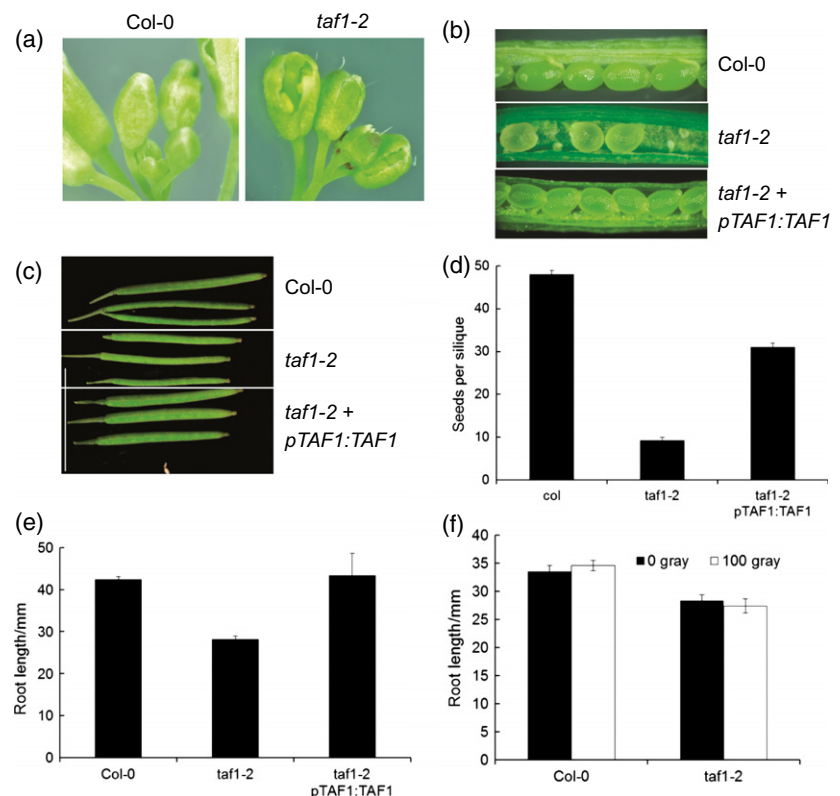 (a)
Col-0
taf1-2
(b)
Col-0
taf1-2
taf1-2 +
pTAF1:TAF1
(c)
Col-0
taf1-2
taf1-2 +
pTAF1:TAF1
(d)
Seeds per silique
50
40
30
20
10
0
col
taf1-2
taf1-2
pTAF1:TAF1
(e)
Root length/mm
50
40
30
20
10
0
Col-0
taf1-2
taf1-2
pTAF1:TAF1
(f)
Root length/mm
40
35
30
25
20
15
10
5
0
0 gray
100 gray
Col-0
taf1-2